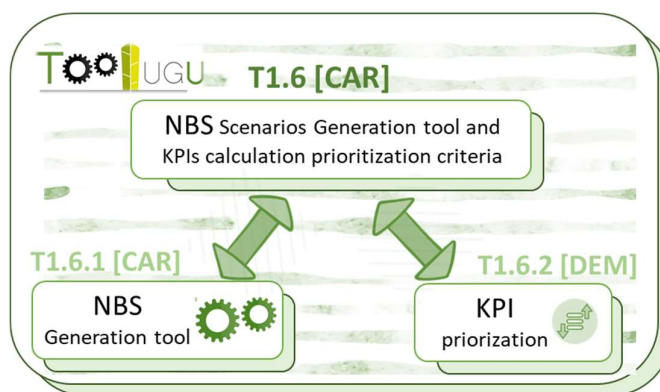 TOOLUGU
T1.6 [CAR]
NBS Scenarios Generation tool and
KPIs calculation prioritization criteria
T1.6.1 [CAR]
T1.6.2 [DEM]
NBS
Generation tool
KPI
priorization